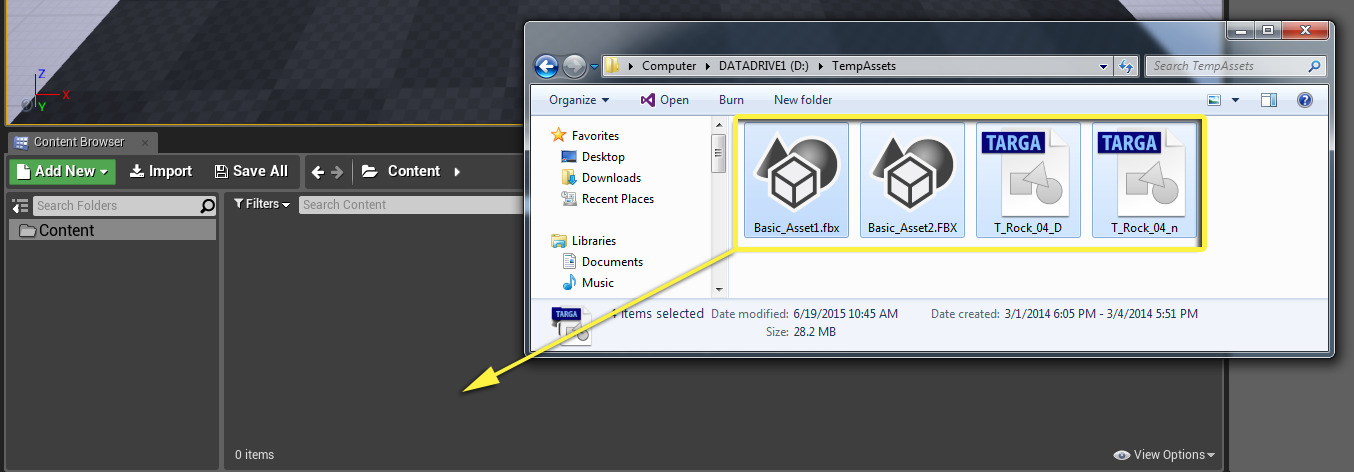 Z
X
Y
Computer DATADRIVE1 (D:) TempAssets
Search TempAssets
Organize Open Burn New folder
Favorites
Desktop
Downloads
Recent Places
Libraries
Documents
Music
TARGA
TARGA
Basic_Asset1.fbx
Basic_Asset2.FBX
T_Rock_04_D
T_Rock_04_n
TARGA
4 items selected Date modified: 6/19/2015 10:45 AM Date created: 3/1/2014 6:05 PM - 3/4/2014 5:51 PM
Size: 28.2 MB
Content Browser
Add New Import Save All Content
Search Folders
Filters Search Content
Content
0 items
View Options